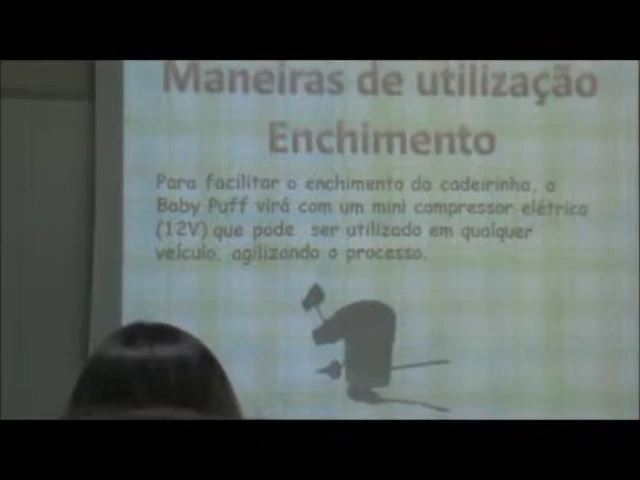 Maneiras de utilização
Enchimento
Para facilitar o enchimento da cadeirinha, o
Baby Puff virá com um mini compressor elétrico
(12V) que pode ser utilizado em qualquer
veículo, agilizando o processo.